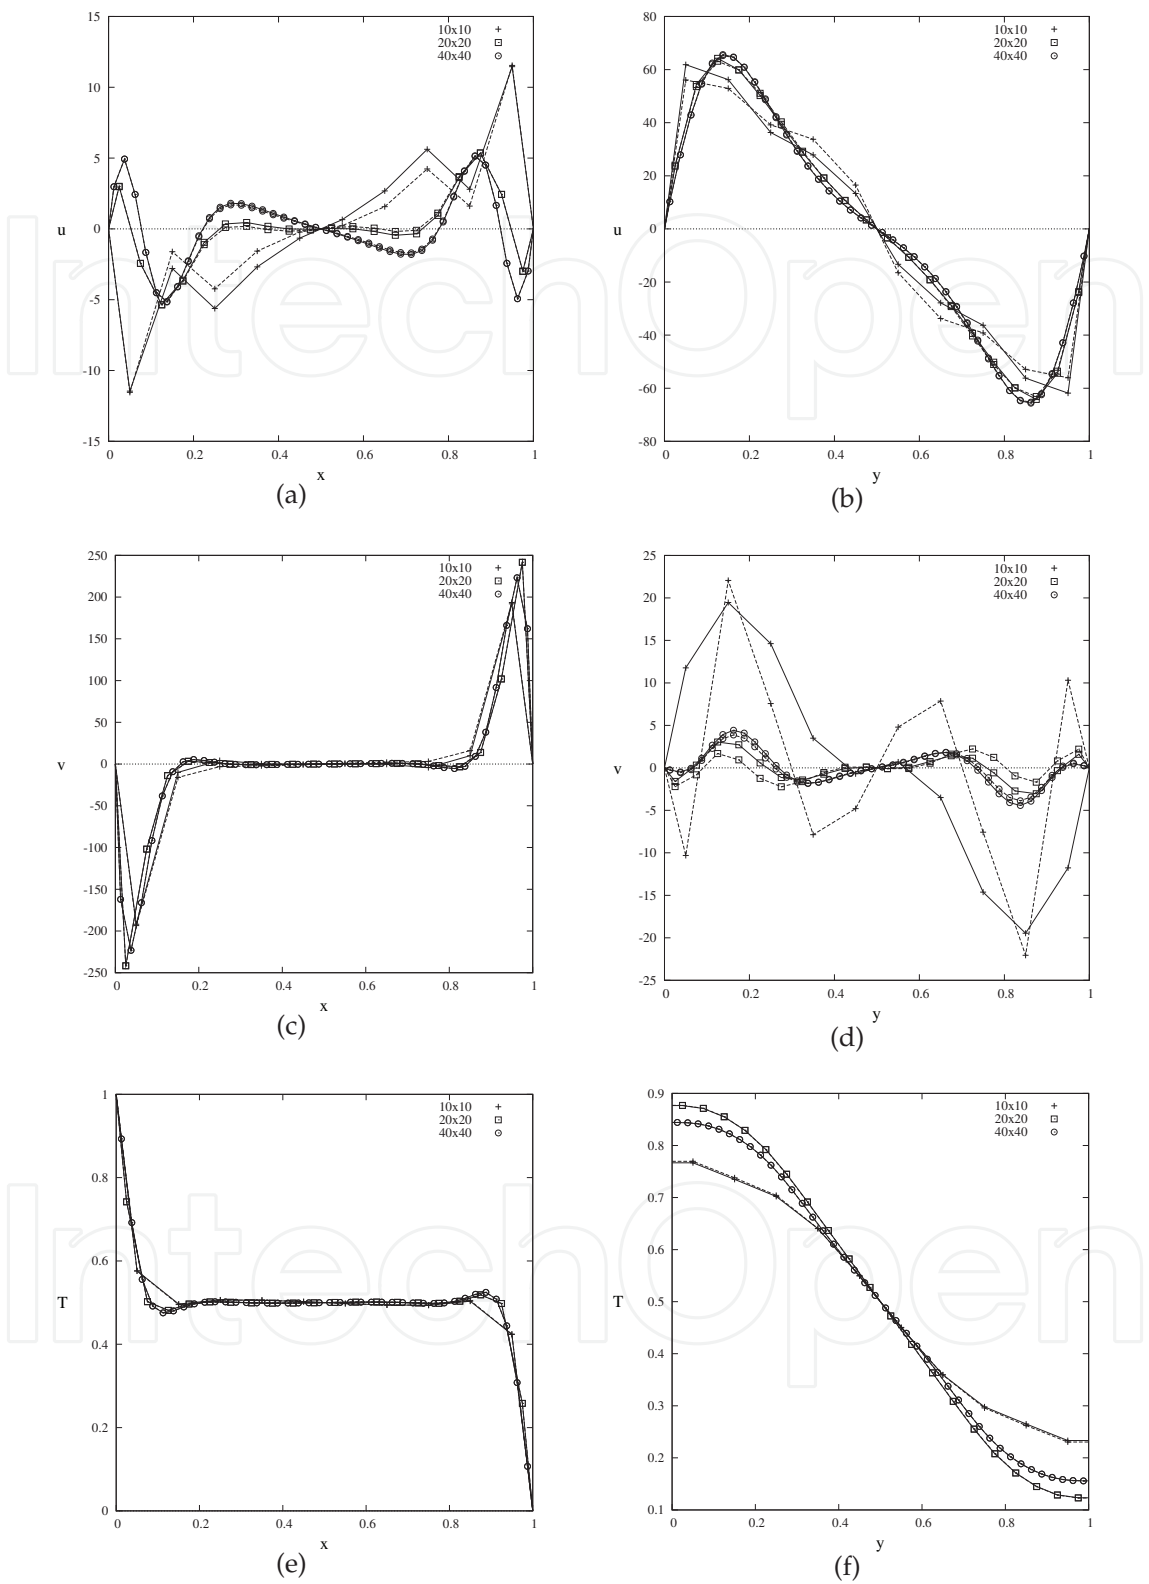 15
10
5
0
-5
-10
-15
u
0
0.2
0.4
0.6
0.8
1
x
10x10
20x20
40x40
(a)
80
60
40
20
0
-20
-40
-60
-80
u
0
0.2
0.4
0.6
0.8
1
y
10x10
20x20
40x40
(b)
250
200
150
100
50
0
-50
-100
-150
-200
-250
v
0
0.2
0.4
0.6
0.8
1
x
10x10
20x20
40x40
(c)
25
20
15
10
5
0
-5
-10
-15
-20
-25
v
0
0.2
0.4
0.6
0.8
1
y
10x10
20x20
40x40
(d)
1
0.8
0.6
0.4
0.2
0
T
0
0.2
0.4
0.6
0.8
1
x
10x10
20x20
40x40
(e)
0.9
0.8
0.7
0.6
0.5
0.4
0.3
0.2
0.1
T
0
0.2
0.4
0.6
0.8
1
y
10x10
20x20
40x40
(f)
IntechOpen
IntechOpen